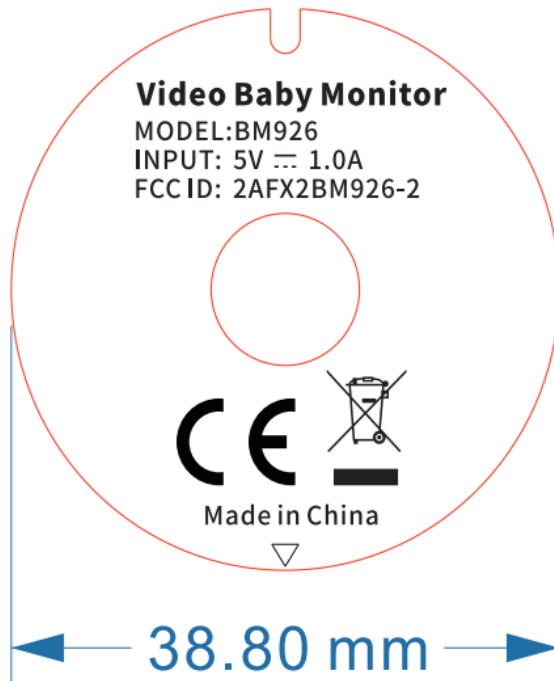 Video Baby Monitor
MODEL:BM926
INPUT: 5V ⎓ 1.0A
FCC ID: 2AFX2BM926-2
CE
Made in China
38.80 mm